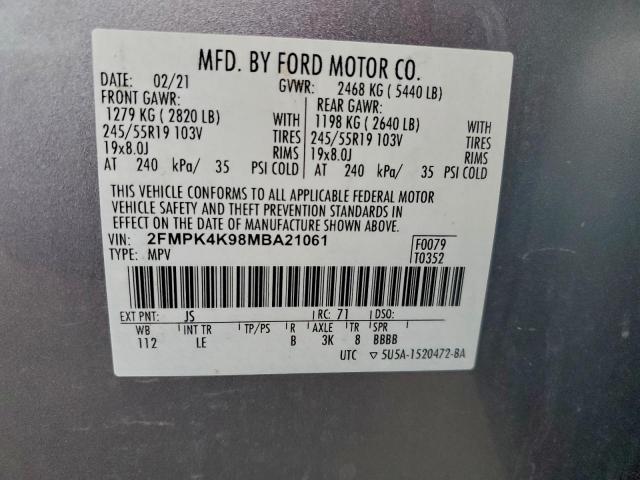 MFD. BY FORD MOTOR CO.
DATE: 02/21 GVWR: 2468 KG ( 5440 LB)
FRONT GAWR: REAR GAWR:
1279 KG ( 2820 LB) WITH 1198 KG ( 2640 LB) WITH
245/55R19 103V TIRES 245/55R19 103V TIRES
19x8.0J RIMS 19x8.0J RIMS
AT 240 kPa/ 35 PSI COLD AT 240 kPa/ 35 PSI COLD
THIS VEHICLE CONFORMS TO ALL APPLICABLE FEDERAL MOTOR
VEHICLE SAFETY AND THEFT PREVENTION STANDARDS IN
EFFECT ON THE DATE OF MANUFACTURE SHOWN ABOVE.
VIN: 2FMPK4K98MBA21061 F0079
TYPE: MPV T0352
EXT PNT: JS RC: 71 DSO:
WB INT TR TP/PS R AXLE TR SPR
112 LE B 3K 8 BBBB
UTC ▽ 5U5A-1520472-BA